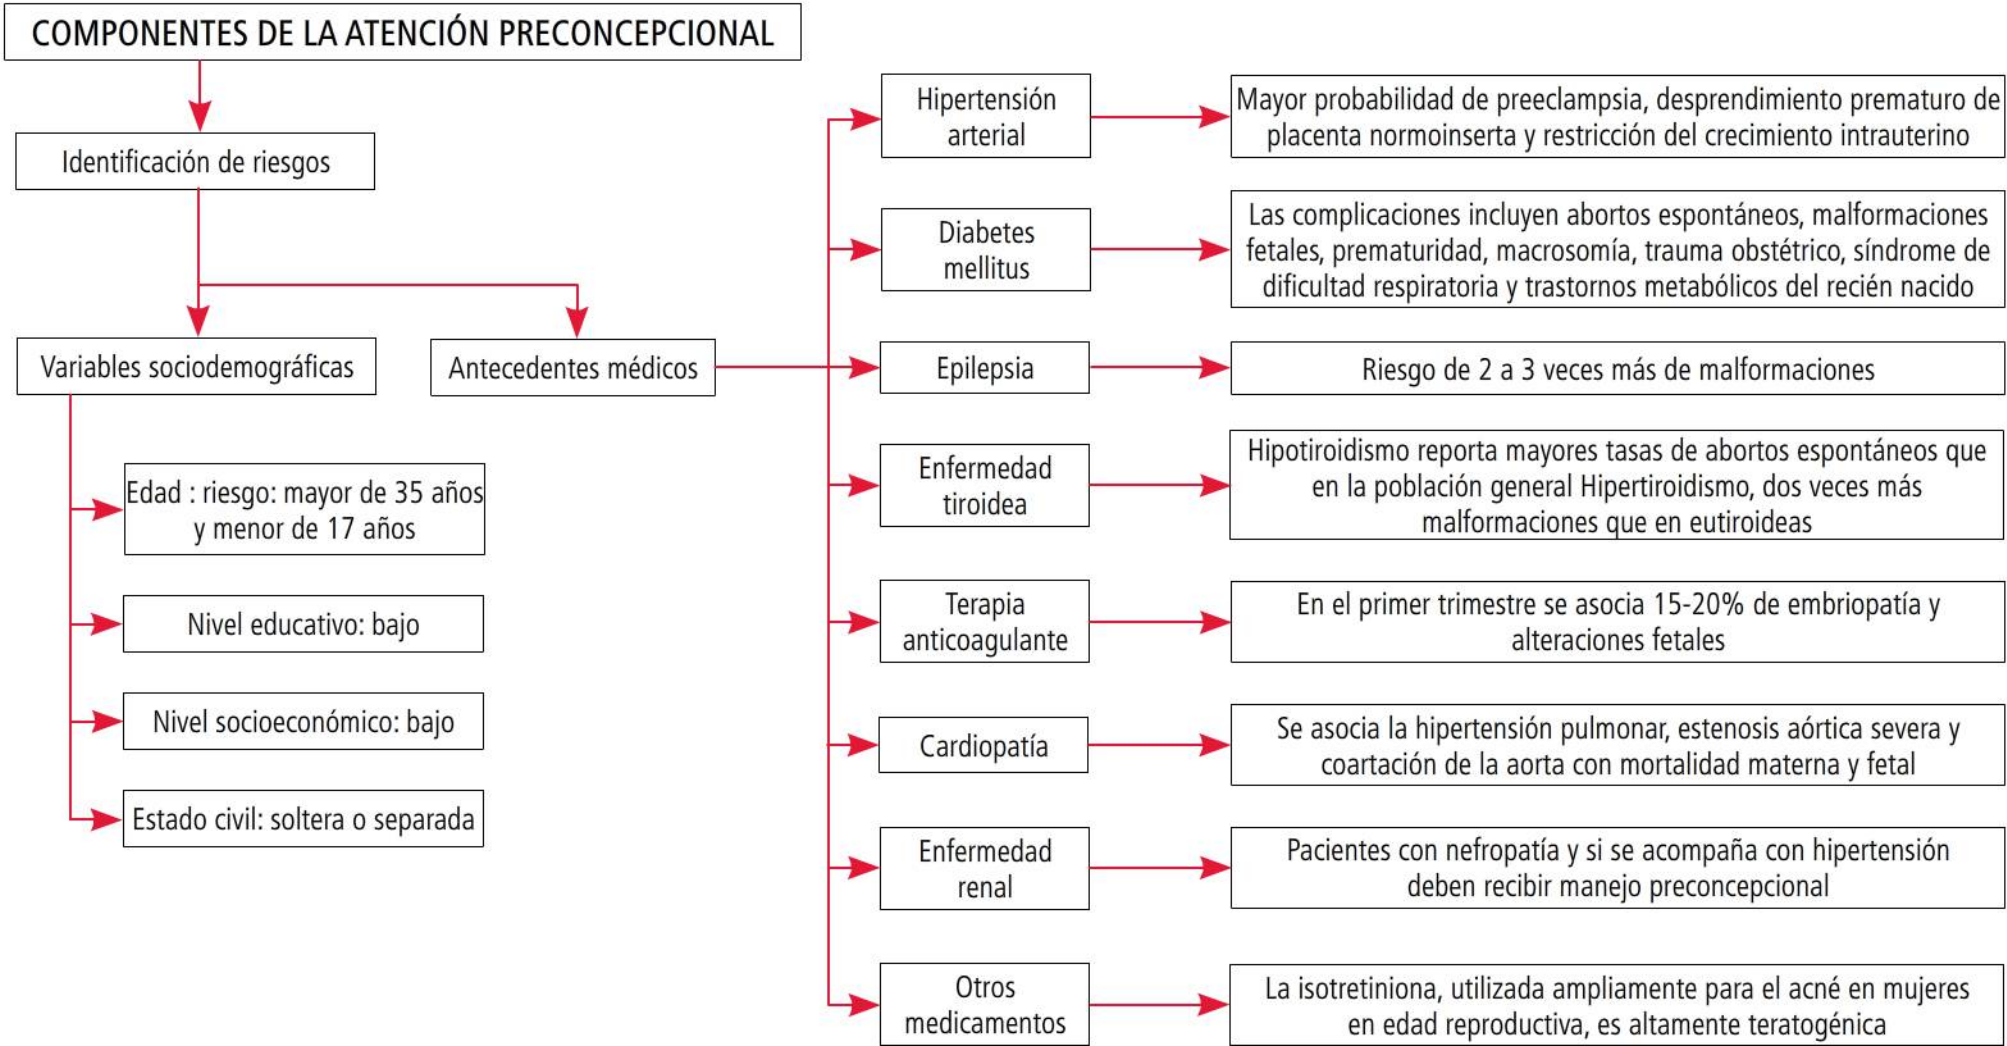 COMPONENTES DE LA ATENCIÓN PRECONCEPCIONAL
Identificación de riesgos
Variables sociodemográficas
Edad : riesgo: mayor de 35 años
y menor de 17 años
Nivel educativo: bajo
Nivel socioeconómico: bajo
Estado civil: soltera o separada
Antecedentes médicos
Hipertensión
arterial
Mayor probabilidad de preeclampsia, desprendimiento prematuro de
placenta normoinserta y restricción del crecimiento intrauterino
Diabetes
mellitus
Las complicaciones incluyen abortos espontáneos, malformaciones
fetales, prematuridad, macrosomía, trauma obstétrico, síndrome de
dificultad respiratoria y trastornos metabólicos del recién nacido
Epilepsia
Riesgo de 2 a 3 veces más de malformaciones
Enfermedad
tiroidea
Hipotiroidismo reporta mayores tasas de abortos espontáneos que
en la población general Hipertiroidismo, dos veces más
malformaciones que en eutiroideas
Terapia
anticoagulante
En el primer trimestre se asocia 15-20% de embriopatía y
alteraciones fetales
Cardiopatía
Se asocia la hipertensión pulmonar, estenosis aórtica severa y
coartación de la aorta con mortalidad materna y fetal
Enfermedad
renal
Pacientes con nefropatía y si se acompaña con hipertensión
deben recibir manejo preconcepcional
Otros
medicamentos
La isotretiniona, utilizada ampliamente para el acné en mujeres
en edad reproductiva, es altamente teratogénica